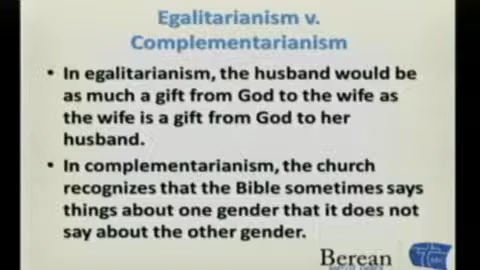 Egalitarianism v.
Complementarianism
• In egalitarianism, the husband would be
as much a gift from God to the wife as
the wife is a gift from God to her
husband.
• In complementarianism, the church
recognizes that the Bible sometimes says
things about one gender that it does not
say about the other gender.
Berean